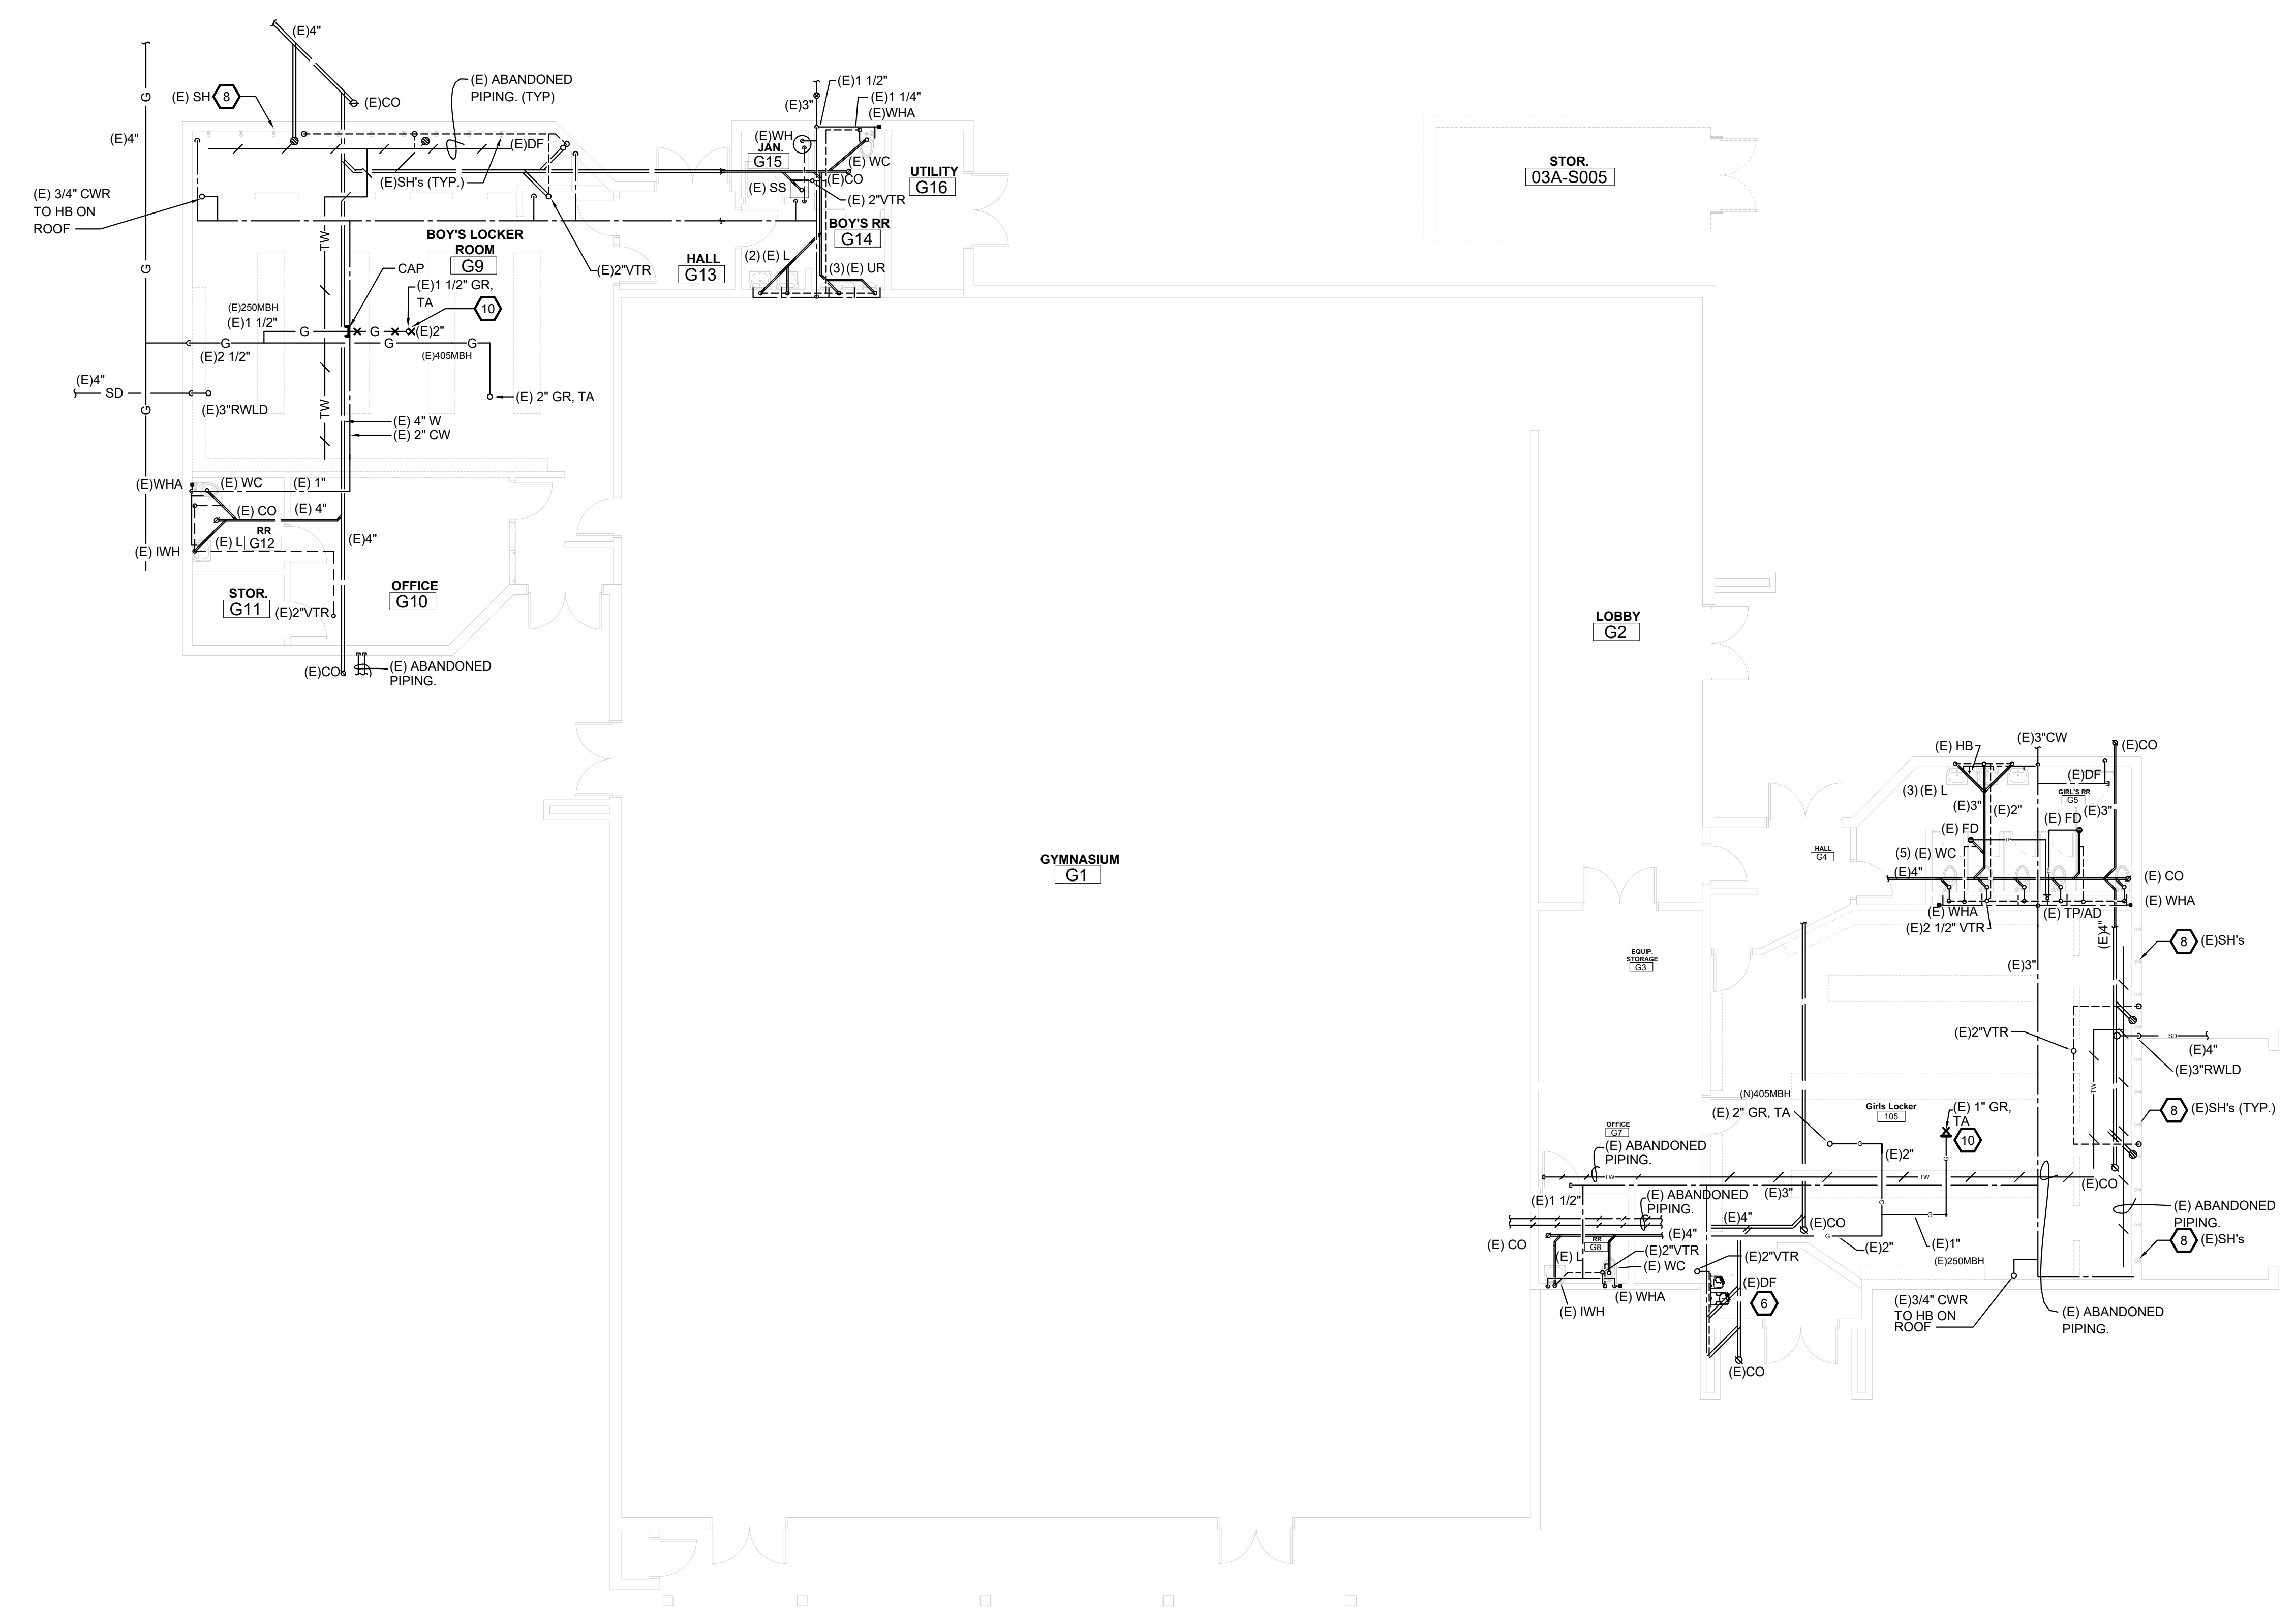 (E)4"
(E) ABANDONED
PIPING. (TYP)
(E) SH
8
(E)CO
G
(E)4"
(E)DF
(E)SH's (TYP.)
(E) 3/4" CWR
TO HB ON
ROOF
BOY'S LOCKER
ROOM
G9
TW
(E)2"VTR
CAP
(E)1 1/2" GR,
TA
10
(E)250MBH
(E)1 1/2"
G
G
(E)2"
G
G
G
G
(E)2 1/2"
(E)405MBH
(E)4"
SD
(E)3"RWLD
G
TW
(E) 2" GR, TA
(E) 4" W
(E) 2" CW
(E)WHA
(E) WC
(E) 1"
(E) CO
(E) 4"
RR
G12
(E) L
(E) IWH
(E)4"
STOR.
G11
OFFICE
G10
(E)2"VTR
(E)CO
(E) ABANDONED
PIPING.
(E)1 1/2"
(E)1 1/4"
(E)3"
(E)WHA
(E)WH
JAN.
G15
(E) WC
(E)CO
(E) SS
(E) 2"VTR
UTILITY
G16
BOY'S RR
G14
HALL
G13
(2) (E) L
(3) (E) UR
STOR.
03A-S005
LOBBY
G2
GYMNASIUM
G1
(E) HB
(E)3"CW
(E)CO
(E)DF
(3) (E) L
GIRL'S RR
G5
(E)3"
(E)2"
(E)3"
(E) FD
(E) FD
TP
TP
HALL
G4
(5) (E) WC
(E)4"
(E) CO
(E) WHA
(E) WHA
(E) TP/AD
(E)2 1/2" VTR
(E)4"
8
(E)SH's
EQUIP.
STORAGE
G3
(E)3"
(E)2"VTR
SD
(E)4"
(E)3"RWLD
TW
(N)405MBH
(E) 2" GR, TA
Girls Locker
105
(E) 1" GR,
TA
10
8
(E)SH's (TYP.)
OFFICE
G7
(E) ABANDONED
PIPING.
G
(E)2"
G
TW
TW
(E)CO
(E)1 1/2"
(E) ABANDONED
PIPING.
(E)3"
G
G
(E) ABANDONED
PIPING.
(E)4"
(E)CO
(E) CO
(E)4"
RR
G8
(E)2"VTR
(E)2"VTR
G
(E)2"
(E)1"
(E)250MBH
8
(E)SH's
(E) L
(E) WC
(E)DF
6
(E) WHA
(E) IWH
(E)3/4" CWR
TO HB ON
ROOF
(E) ABANDONED
PIPING.
(E)CO